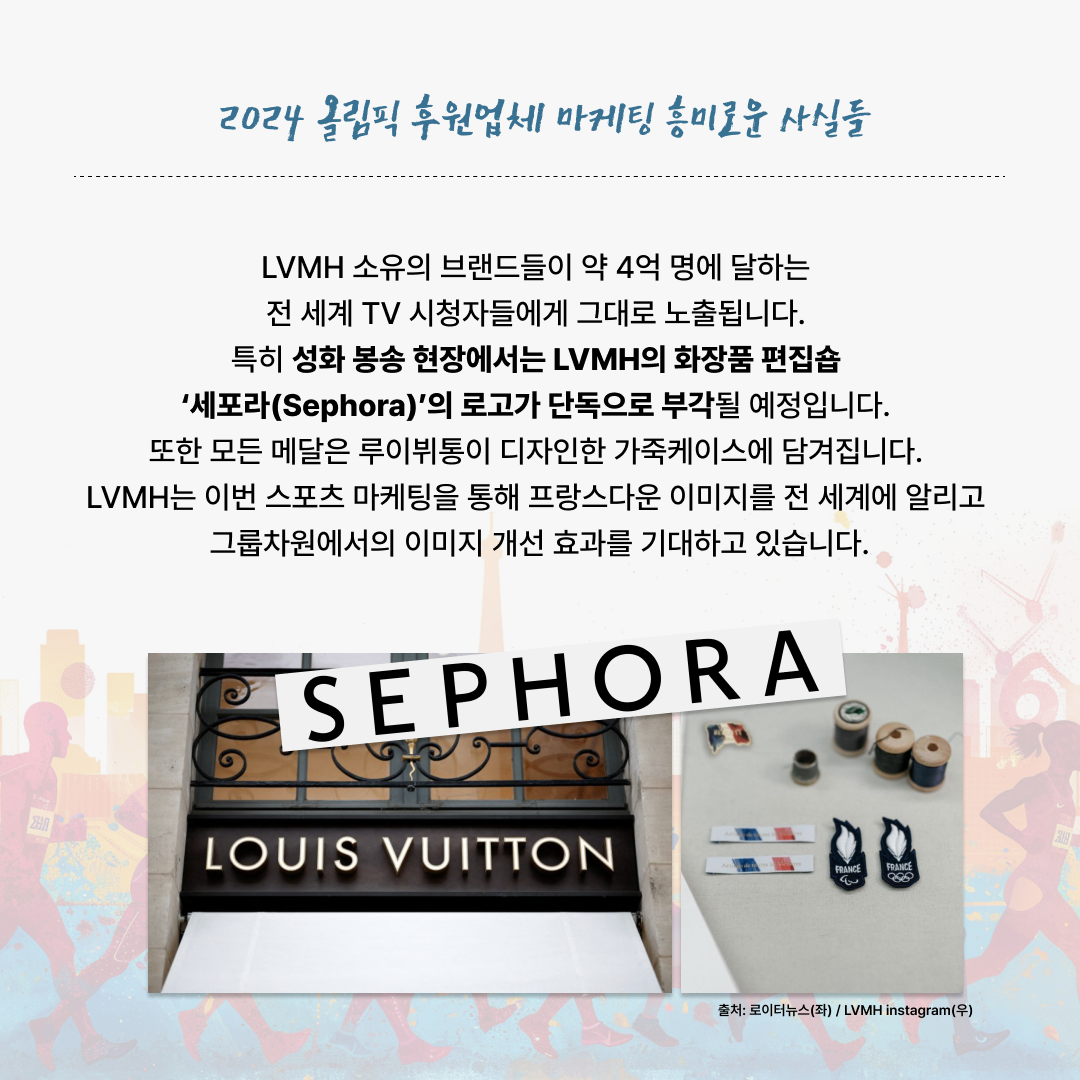 2024 올림픽 후원업체 마케팅 흥미로운 사실들
LVMH 소유의 브랜드들이 약 4억 명에 달하는
전 세계 TV 시청자들에게 그대로 노출됩니다.
특히 성화 봉송 현장에서는 LVMH의 화장품 편집숍
‘세포라(Sephora)’의 로고가 단독으로 부각될 예정입니다.
또한 모든 메달은 루이뷔통이 디자인한 가죽케이스에 담겨집니다.
LVMH는 이번 스포츠 마케팅을 통해 프랑스다운 이미지를 전 세계에 알리고
그룹차원에서의 이미지 개선 효과를 기대하고 있습니다.
SEPHORA
LOUIS VUITTON
FRANCE
FRANCE
출처: 로이터뉴스(좌) / LVMH instagram(우)